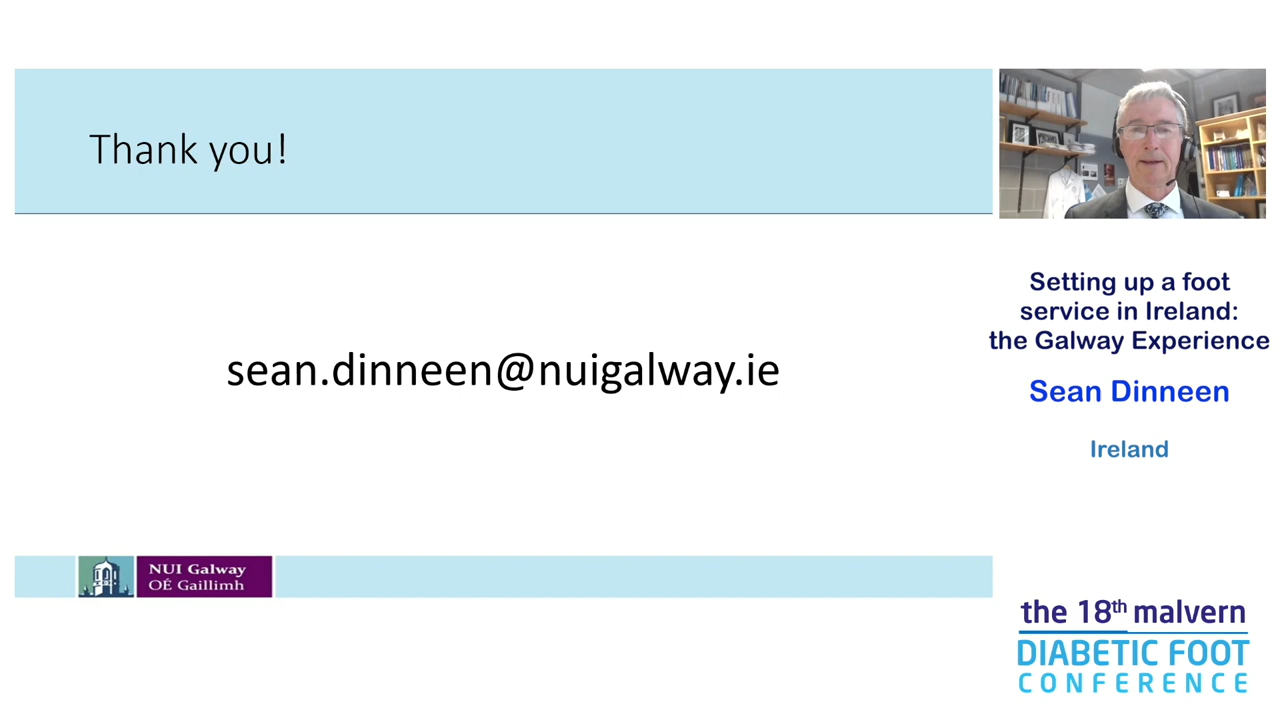 Thank you!
sean.dinneen@nuigalway.ie
NUI Galway
OÉ Gaillimh
Setting up a foot
service in Ireland:
the Galway Experience
Sean Dinneen
Ireland
the 18th malvern
DIABETIC FOOT
CONFERENCE